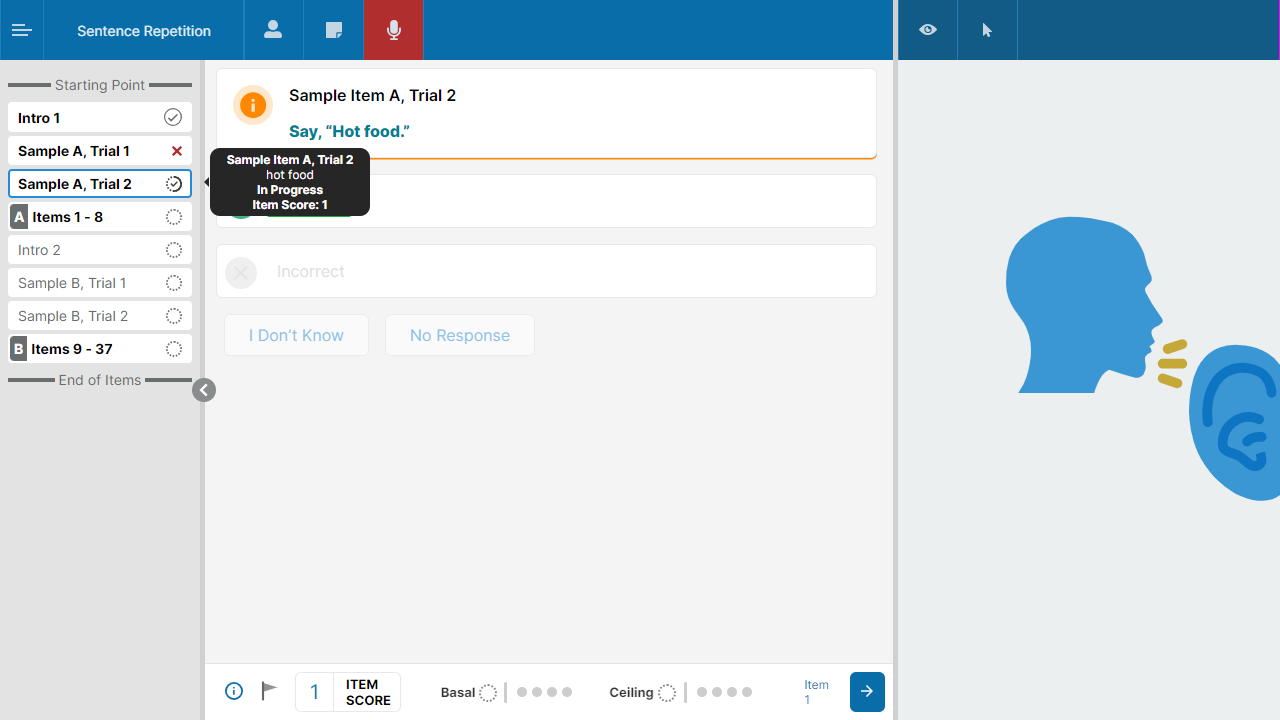 Sentence Repetition
Starting Point
Intro 1
Sample A, Trial 1
Sample A, Trial 2
A Items 1 - 8
Intro 2
Sample B, Trial 1
Sample B, Trial 2
B Items 9 - 37
End of Items
Sample Item A, Trial 2
Say, “Hot food.”
Sample Item A, Trial 2
hot food
In Progress
Item Score: 1
Incorrect
I Don’t Know
No Response
1
ITEM
SCORE
Basal
Ceiling
Item
1